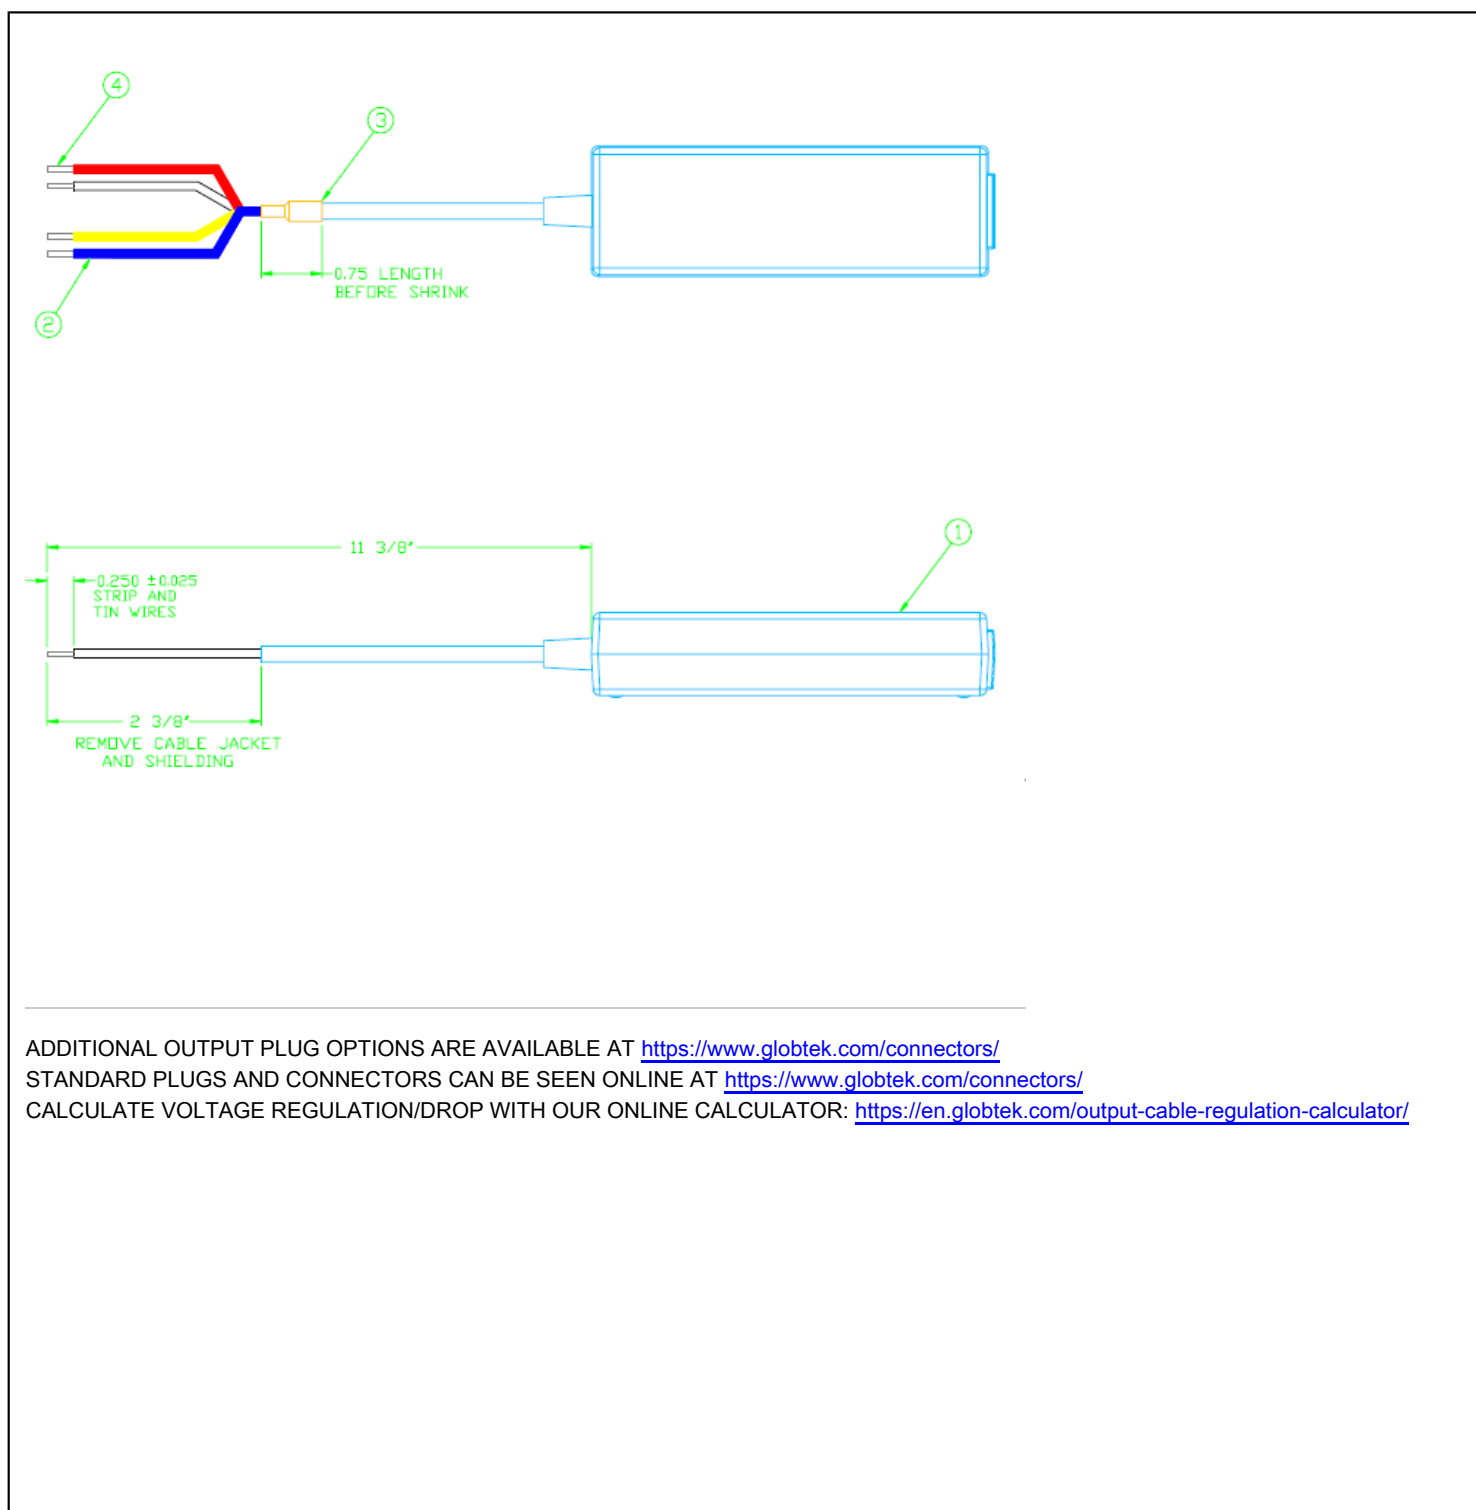 4
3
0.75 LENGTH
BEFORE SHRINK
2
11 3/8"
1
0.250 ±0.025
STRIP AND
TIN WIRES
2 3/8"
REMOVE CABLE JACKET
AND SHIELDING
ADDITIONAL OUTPUT PLUG OPTIONS ARE AVAILABLE AT https://www.globtek.com/connectors/
STANDARD PLUGS AND CONNECTORS CAN BE SEEN ONLINE AT https://www.globtek.com/connectors/
CALCULATE VOLTAGE REGULATION/DROP WITH OUR ONLINE CALCULATOR: https://en.globtek.com/output-cable-regulation-calculator/